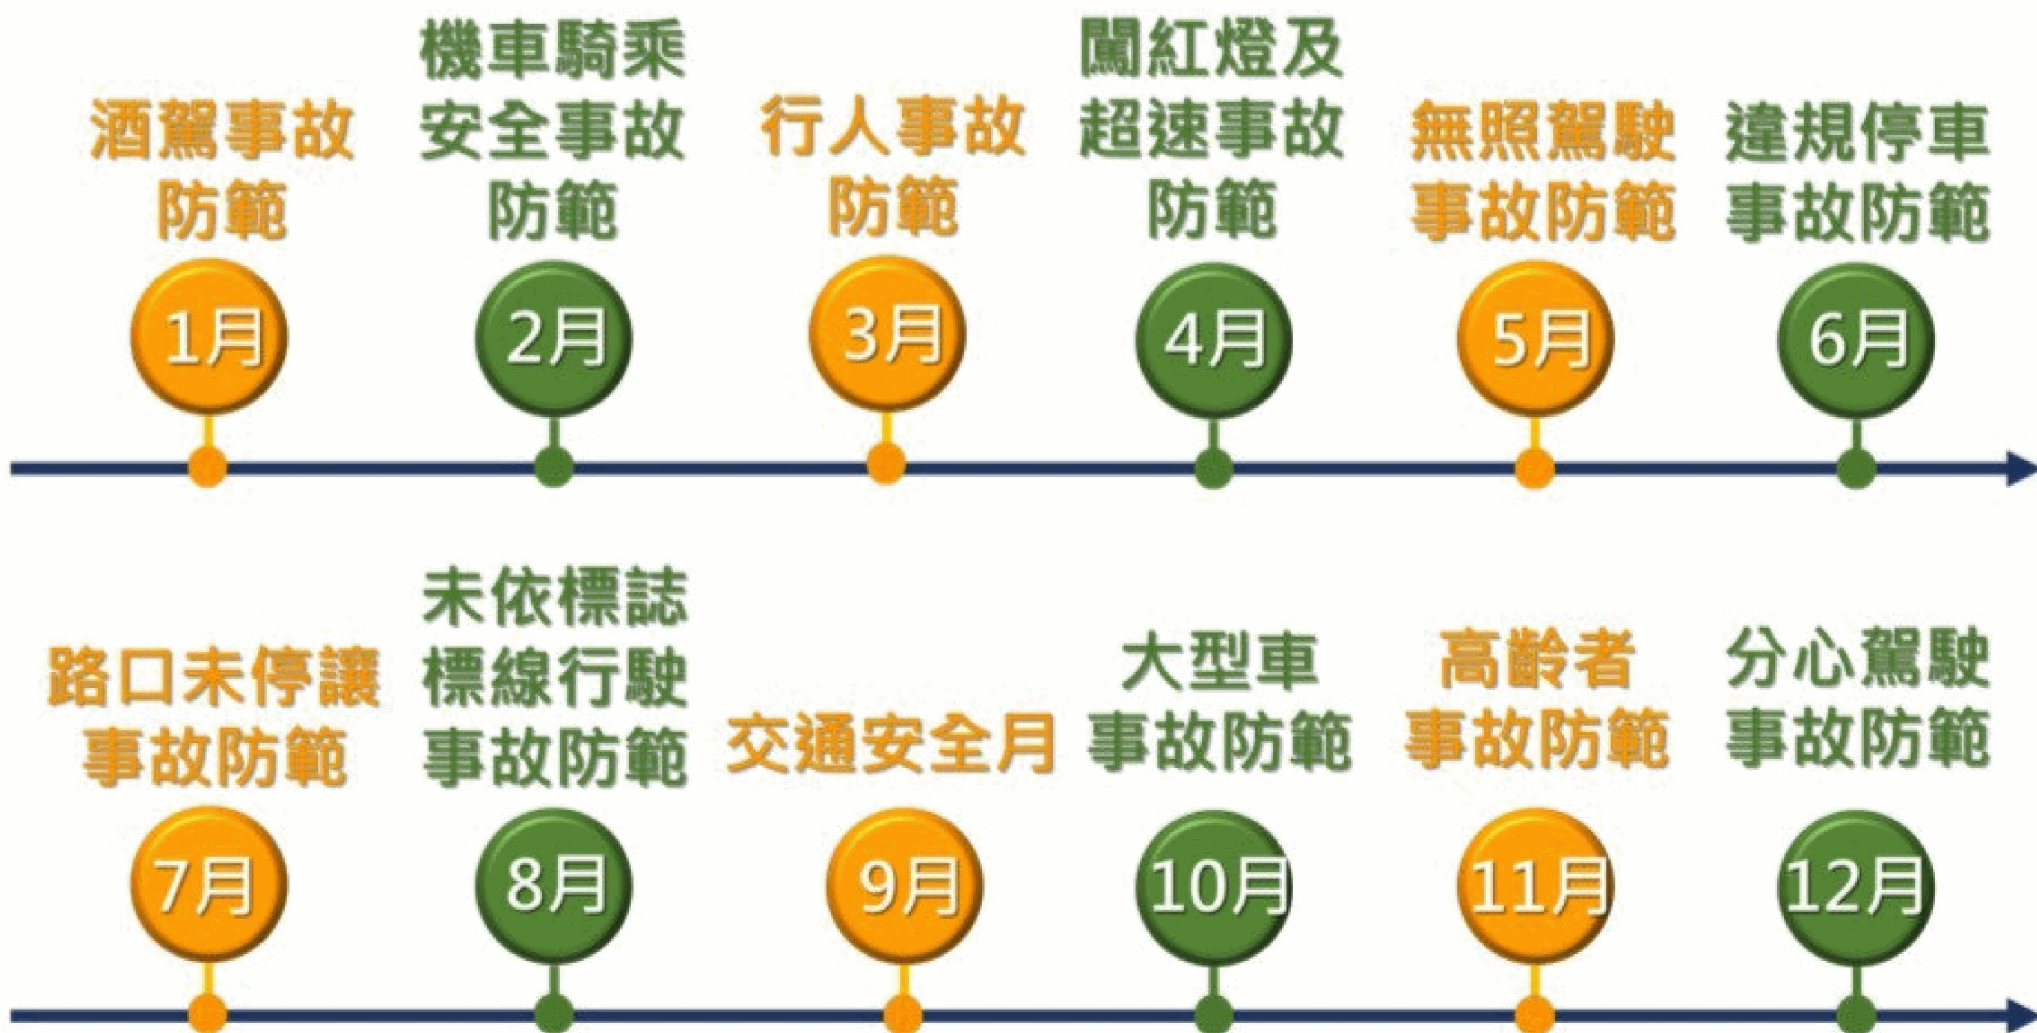 酒駕事故
防範
1月
機車騎乘
安全事故
防範
2月
行人事故
防範
3月
闖紅燈及
超速事故
防範
4月
無照駕駛
事故防範
5月
違規停車
事故防範
6月
路口未停讓
事故防範
7月
未依標誌
標線行駛
事故防範
8月
交通安全月
9月
大型車
事故防範
10月
高齡者
事故防範
11月
分心駕駛
事故防範
12月